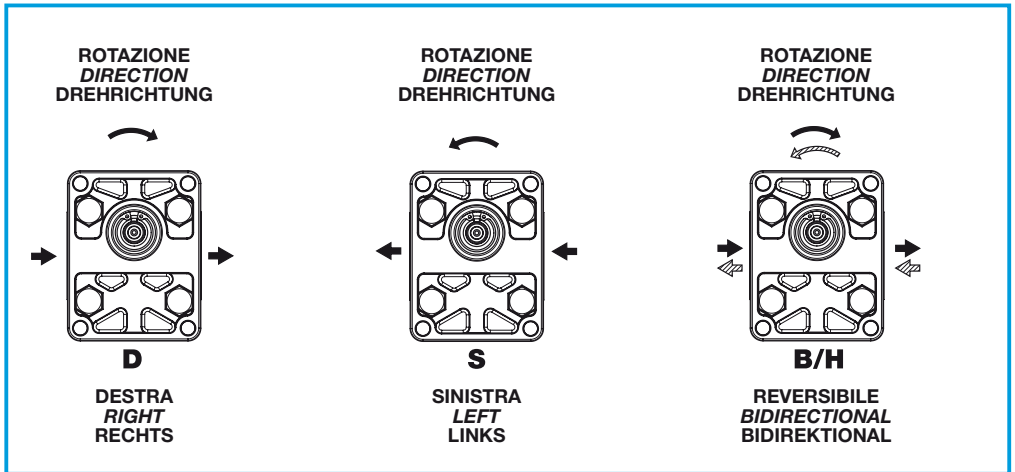 ROTAZIONE
DIRECTION
DREHRICHTUNG
D
DESTRA
RIGHT
RECHTS
ROTAZIONE
DIRECTION
DREHRICHTUNG
S
SINISTRA
LEFT
LINKS
ROTAZIONE
DIRECTION
DREHRICHTUNG
B/H
REVERSIBILE
BIDIRECTIONAL
BIDIREKTIONAL